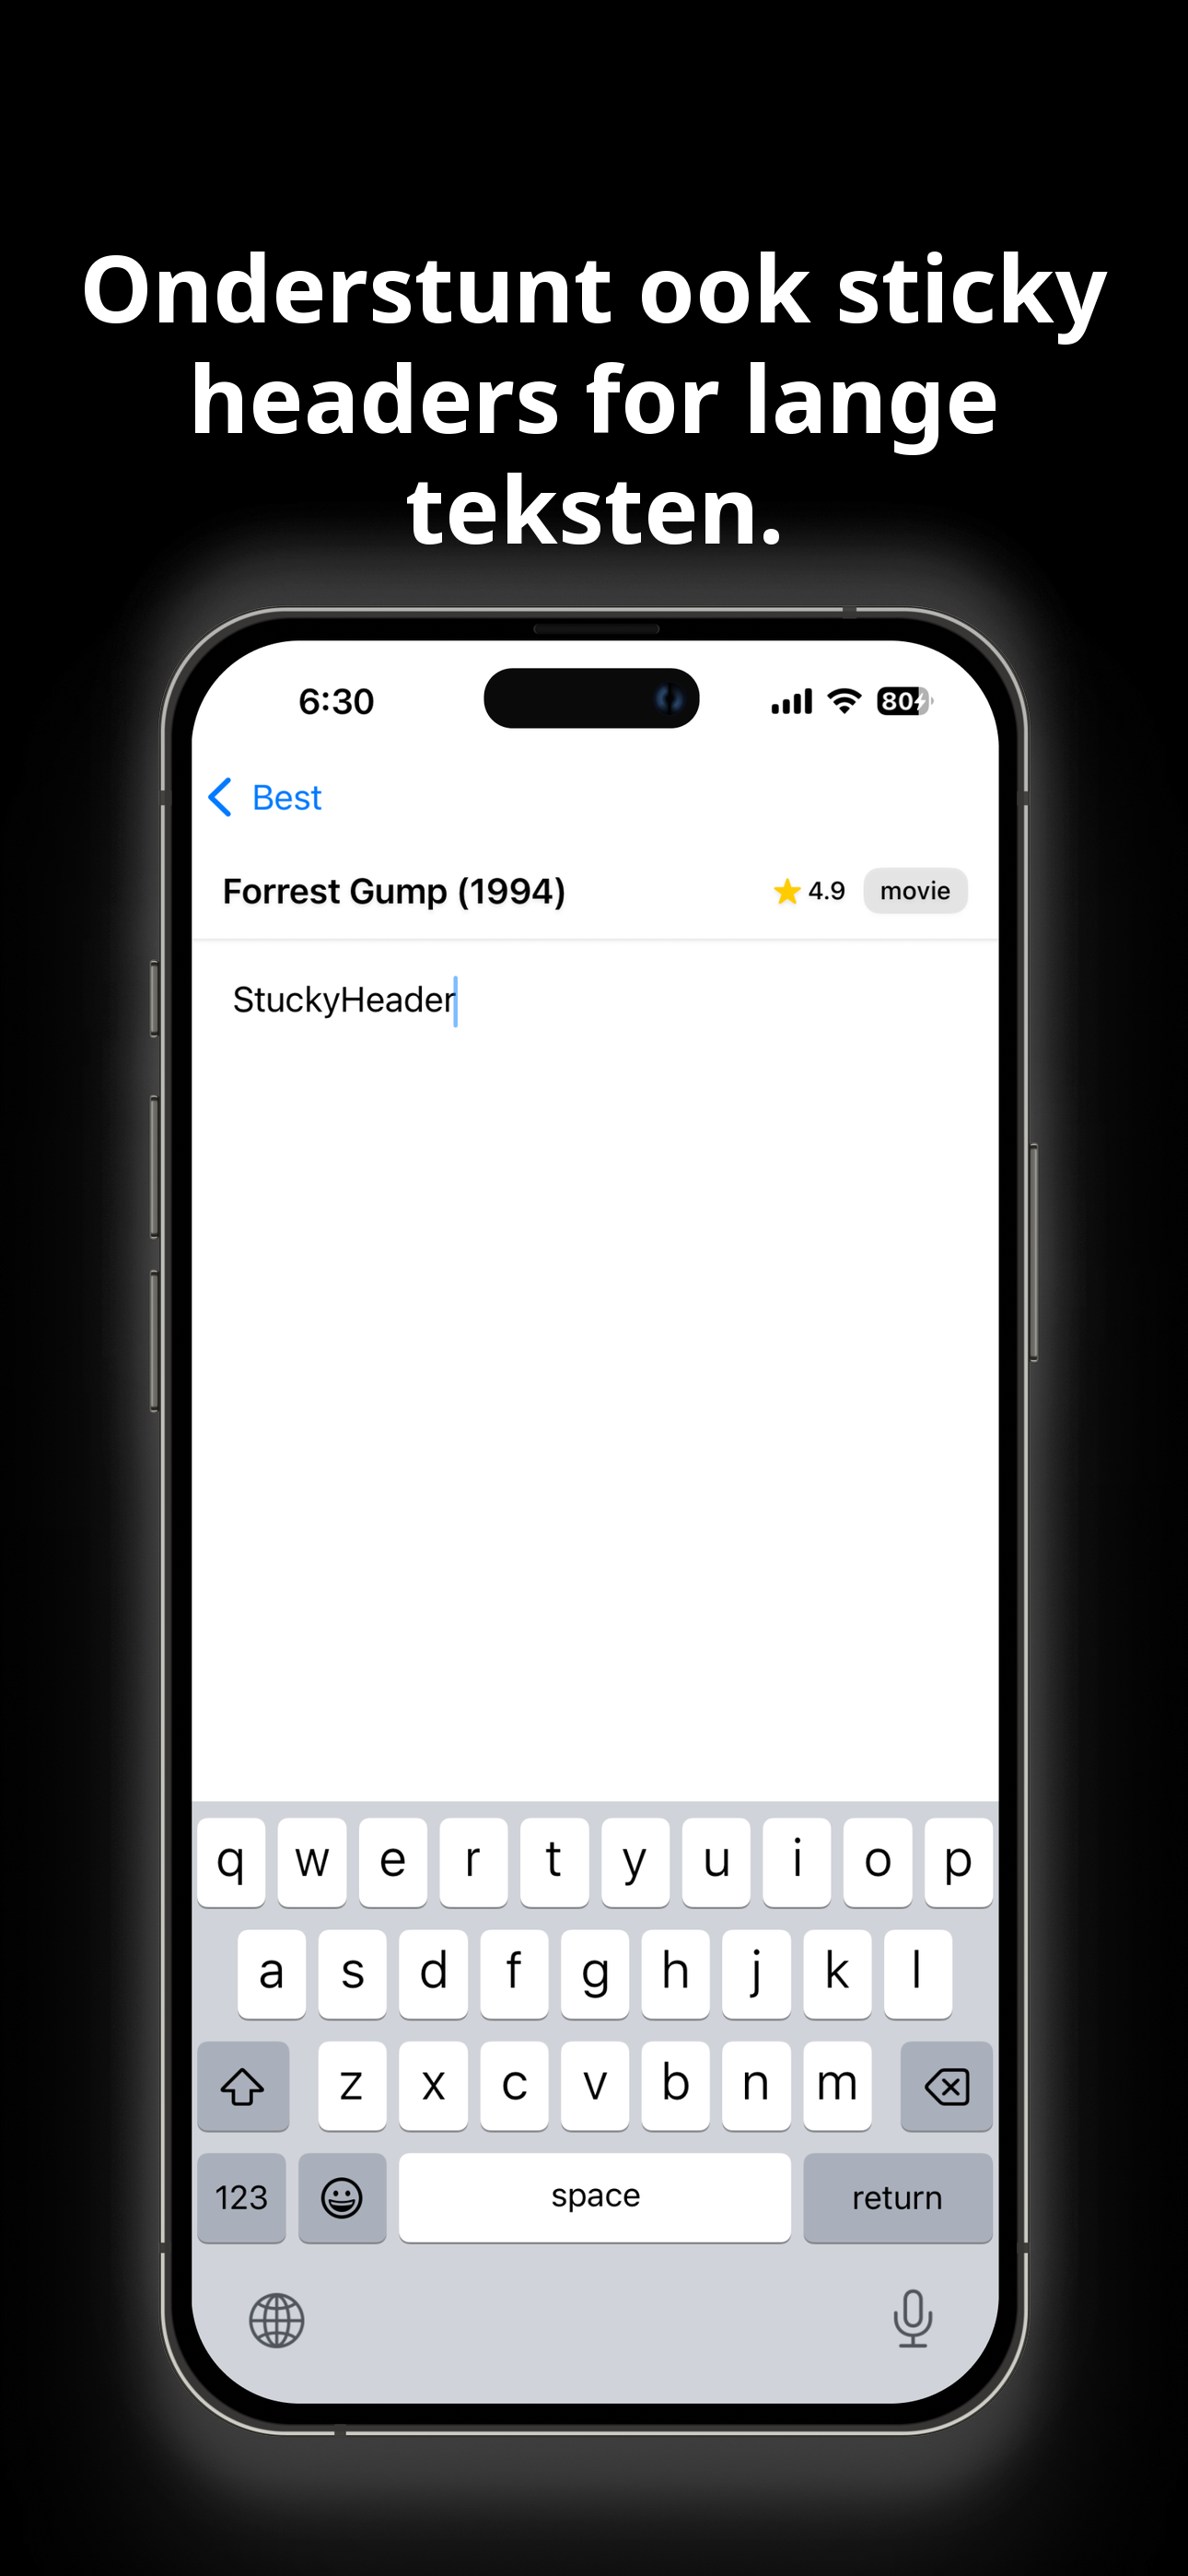 Onderstunt ook sticky
headers for lange
teksten.
6:30
80
Best
Forrest Gump (1994)
4.9
movie
StuckyHeader
q w e r t y u i o p
a s d f g h j k l
z x c v b n m
123 space return